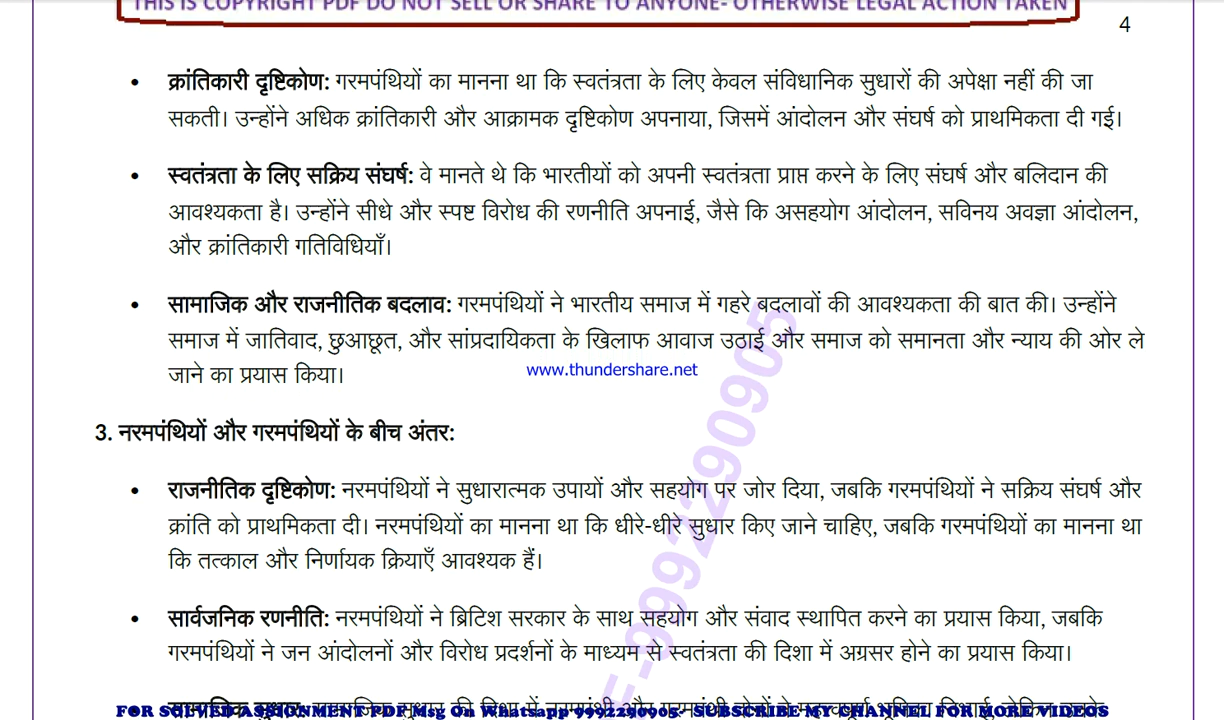 THIS IS COPYRIGHT PDF DO NOT SELL OR SHARE TO ANYONE- OTHERWISE LEGAL ACTION TAKEN
4
• क्रांतिकारी दृष्टिकोण: गरमपंथियों का मानना था कि स्वतंत्रता के लिए केवल संविधानिक सुधारों की अपेक्षा नहीं की जा
सकती। उन्होंने अधिक क्रांतिकारी और आक्रामक दृष्टिकोण अपनाया, जिसमें आंदोलन और संघर्ष को प्राथमिकता दी गई।
• स्वतंत्रता के लिए सक्रिय संघर्ष: वे मानते थे कि भारतीयों को अपनी स्वतंत्रता प्राप्त करने के लिए संघर्ष और बलिदान की
आवश्यकता है। उन्होंने सीधे और स्पष्ट विरोध की रणनीति अपनाई, जैसे कि असहयोग आंदोलन, सविनय अवज्ञा आंदोलन,
और क्रांतिकारी गतिविधियाँ।
• सामाजिक और राजनीतिक बदलाव: गरमपंथियों ने भारतीय समाज में गहरे बदलावों की आवश्यकता की बात की। उन्होंने
समाज में जातिवाद, छुआछूत, और सांप्रदायिकता के खिलाफ आवाज उठाई और समाज को समानता और न्याय की ओर ले
जाने का प्रयास किया।
www.thundershare.net
3. नरमपंथियों और गरमपंथियों के बीच अंतर:
• राजनीतिक दृष्टिकोण: नरमपंथियों ने सुधारात्मक उपायों और सहयोग पर जोर दिया, जबकि गरमपंथियों ने सक्रिय संघर्ष और
क्रांति को प्राथमिकता दी। नरमपंथियों का मानना था कि धीरे-धीरे सुधार किए जाने चाहिए, जबकि गरमपंथियों का मानना था
कि तत्काल और निर्णायक क्रियाएँ आवश्यक हैं।
• सार्वजनिक रणनीति: नरमपंथियों ने ब्रिटिश सरकार के साथ सहयोग और संवाद स्थापित करने का प्रयास किया, जबकि
गरमपंथियों ने जन आंदोलनों और विरोध प्रदर्शनों के माध्यम से स्वतंत्रता की दिशा में अग्रसर होने का प्रयास किया।
E-9992290905
FOR SOLVED ASSIGNMENT PDF Msg On Whatsapp 9992290905- SUBSCRIBE MY CHANNEL FOR MORE VIDEOS